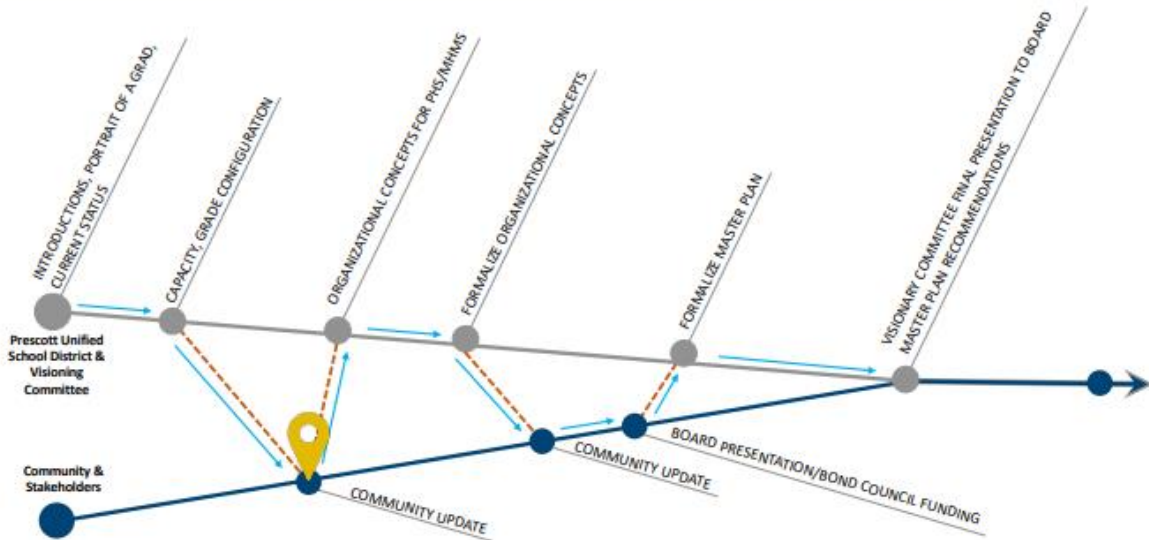 INTRODUCTIONS, PORTRAIT OF A GRAD,
CURRENT STATUS
CAPACITY, GRADE CONFIGURATION
ORGANIZATIONAL CONCEPTS FOR PHS/MHMS
FORMALIZE ORGANIZATIONAL CONCEPTS
FORMALIZE MASTER PLAN
VISIONARY COMMITTEE FINAL PRESENTATION TO BOARD
MASTER PLAN RECOMMENDATIONS
Prescott Unified
School District &
Visioning
Committee
Community &
Stakeholders
COMMUNITY UPDATE
COMMUNITY UPDATE
BOARD PRESENTATION/BOND COUNCIL FUNDING